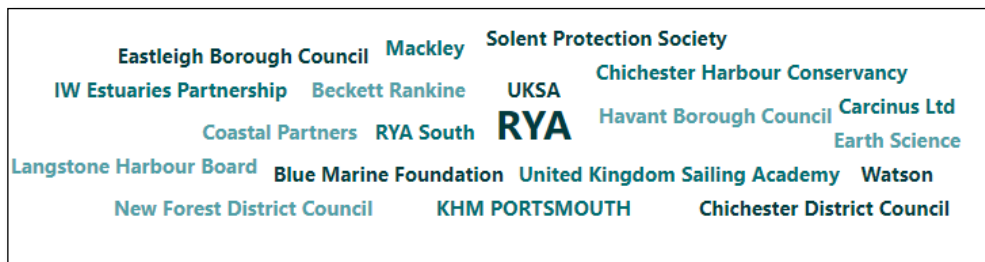 Solent Protection Society
Eastleigh Borough Council Mackley
Chichester Harbour Conservancy
IW Estuaries Partnership Beckett Rankine UKSA
Havant Borough Council Carcinus Ltd
Coastal Partners RYA South RYA
Earth Science
Langstone Harbour Board Blue Marine Foundation United Kingdom Sailing Academy Watson
New Forest District Council KHM PORTSMOUTH Chichester District Council